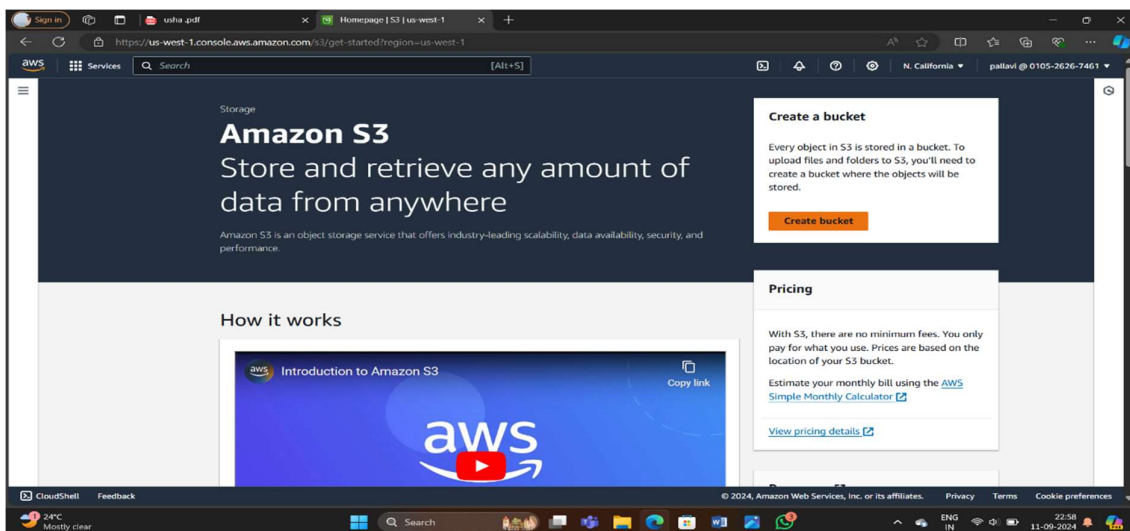 Sign in
usha .pdf
Homepage | S3 | us-west-1
https://us-west-1.console.aws.amazon.com/s3/get-started?region=us-west-1
aws
Services
Search
[Alt+S]
N. California
pallavi @ 0105-2626-7461
Storage
Amazon S3
Store and retrieve any amount of
data from anywhere
Amazon S3 is an object storage service that offers industry-leading scalability, data availability, security, and
performance.
Create a bucket
Every object in S3 is stored in a bucket. To
upload files and folders to S3, you'll need to
create a bucket where the objects will be
stored.
Create bucket
Pricing
With S3, there are no minimum fees. You only
pay for what you use. Prices are based on the
location of your S3 bucket.
Estimate your monthly bill using the AWS
Simple Monthly Calculator
View pricing details
How it works
aws
Introduction to Amazon S3
Copy link
aws
CloudShell
Feedback
© 2024, Amazon Web Services, Inc. or its affiliates.
Privacy
Terms
Cookie preferences
24°C
Mostly clear
Search
ENG
IN
22:58
11-09-2024